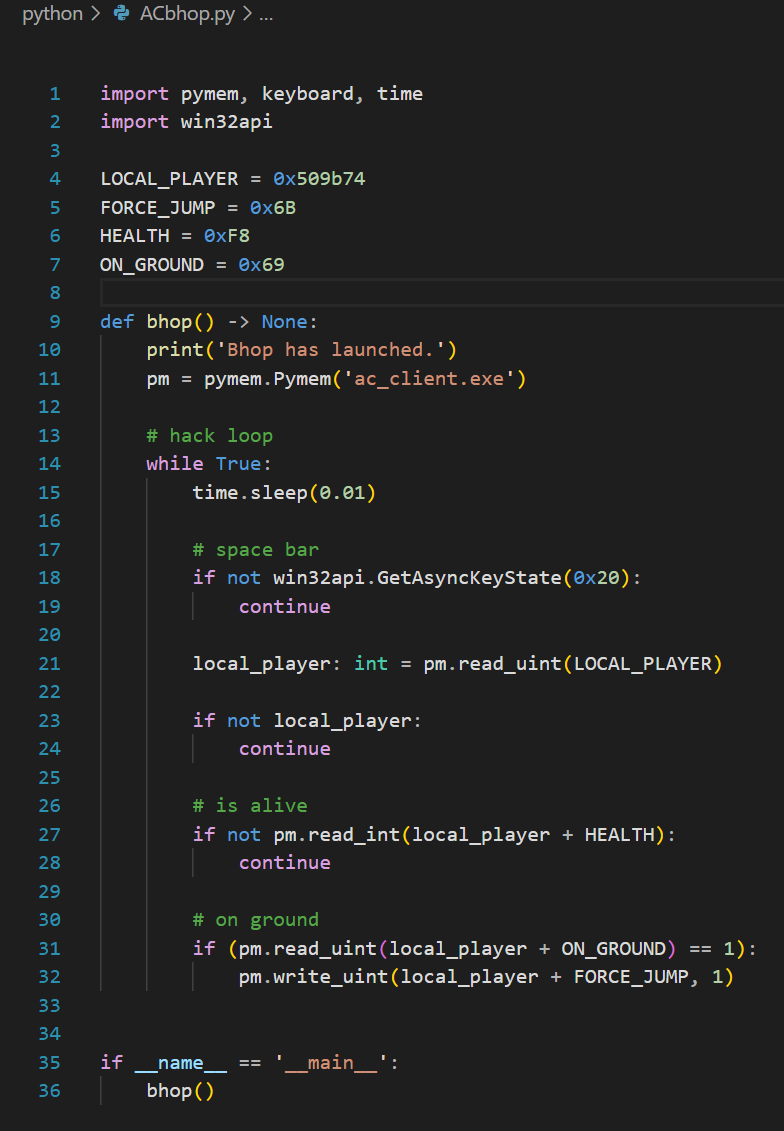 python > ACbhop.py > ...
1 import pymem, keyboard, time
2 import win32api
3
4 LOCAL_PLAYER = 0x509b74
5 FORCE_JUMP = 0x6B
6 HEALTH = 0xF8
7 ON_GROUND = 0x69
8
9 def bhop() -> None:
10     print('Bhop has launched.')
11     pm = pymem.Pymem('ac_client.exe')
12
13     # hack loop
14     while True:
15         time.sleep(0.01)
16
17         # space bar
18         if not win32api.GetAsyncKeyState(0x20):
19             continue
20
21         local_player: int = pm.read_uint(LOCAL_PLAYER)
22
23         if not local_player:
24             continue
25
26         # is alive
27         if not pm.read_int(local_player + HEALTH):
28             continue
29
30         # on ground
31         if (pm.read_uint(local_player + ON_GROUND) == 1):
32             pm.write_uint(local_player + FORCE_JUMP, 1)
33
34
35 if __name__ == '__main__':
36     bhop()